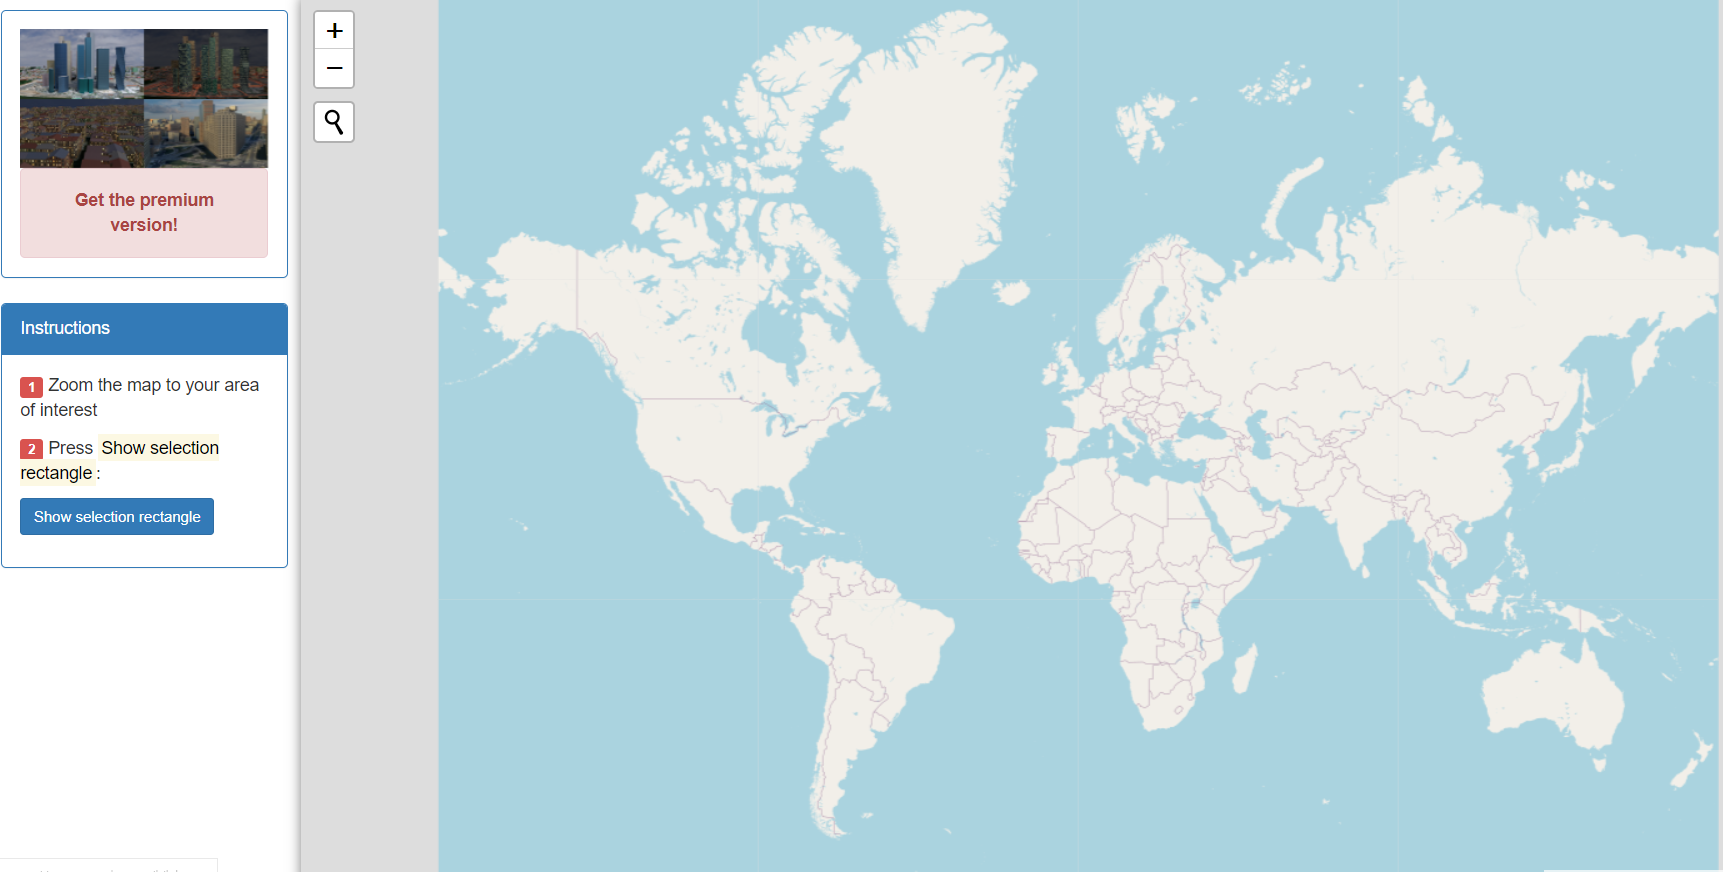 Get the premium
version!
Instructions
1 Zoom the map to your area
of interest
2 Press Show selection
rectangle :
Show selection rectangle
+
−